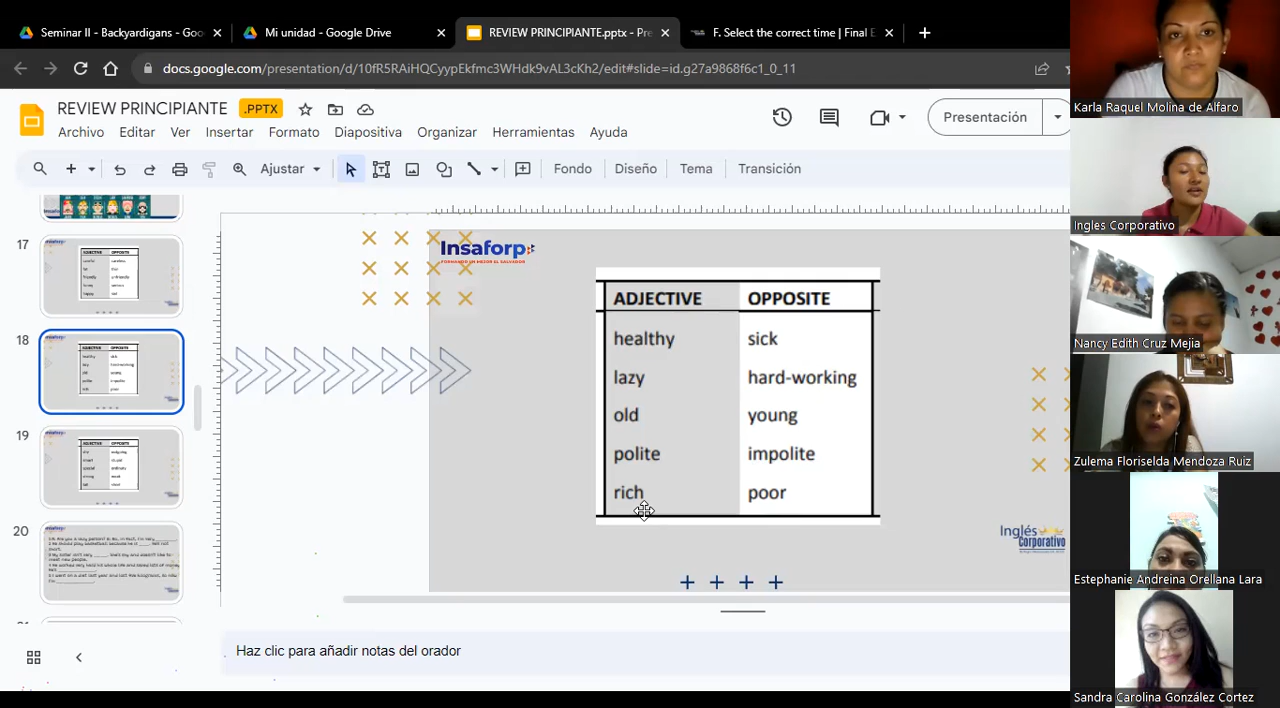 Seminar II - Backyardigans - Goo
Mi unidad - Google Drive
REVIEW PRINCIPIANTE.pptx - Pre
F. Select the correct time | Final E
docs.google.com/presentation/d/10fR5RAiHQCyypEkfmc3WHdk9vAL3cKh2/edit#slide=id.g27a9868f6c1_0_11
REVIEW PRINCIPIANTE .PPTX
Archivo Editar Ver Insertar Formato Diapositiva Organizar Herramientas Ayuda
Presentación
Ajustar
Fondo Diseño Tema Transición
17
18
19
20
ADJECTIVE OPPOSITE
Insaforp
ADJECTIVE OPPOSITE
healthy sick
lazy hard-working
old young
polite impolite
rich poor
Inglés
Corporativo
Haz clic para añadir notas del orador
Karla Raquel Molina de Alfaro
Ingles Corporativo
Nancy Edith Cruz Mejia
Zulema Floriselda Mendoza Ruiz
Estephanie Andreina Orellana Lara
Sandra Carolina González Cortez